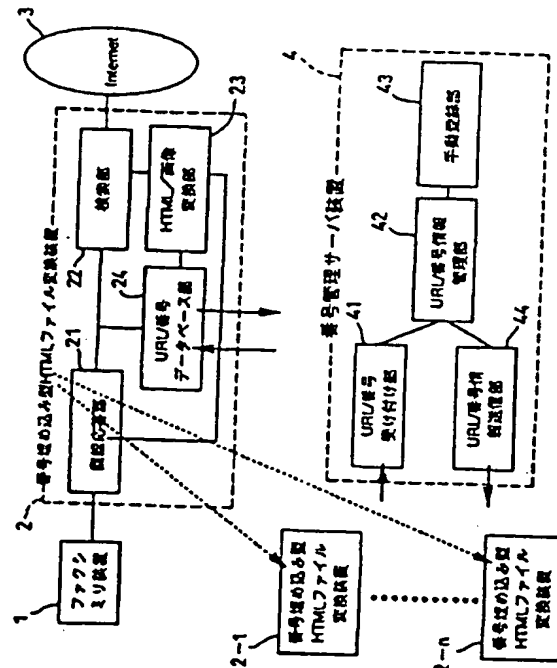 1
ファクシ
ミリ装置
2
番号埋め込み型HTMLファイル変換装置
21
回線応答部
22
検索部
3
Internet
24
URL/番号
データベース部
HTML/画像
変換部
23
2-1
番号埋め込み型
HTMLファイル
変換装置
2-n
番号埋め込み型
HTMLファイル
変換装置
4
番号管理サーバ装置
41
URL/番号
受け付け部
42
URL/番号情報
管理部
43
手動登録部
44
URL/番号情
報送信部